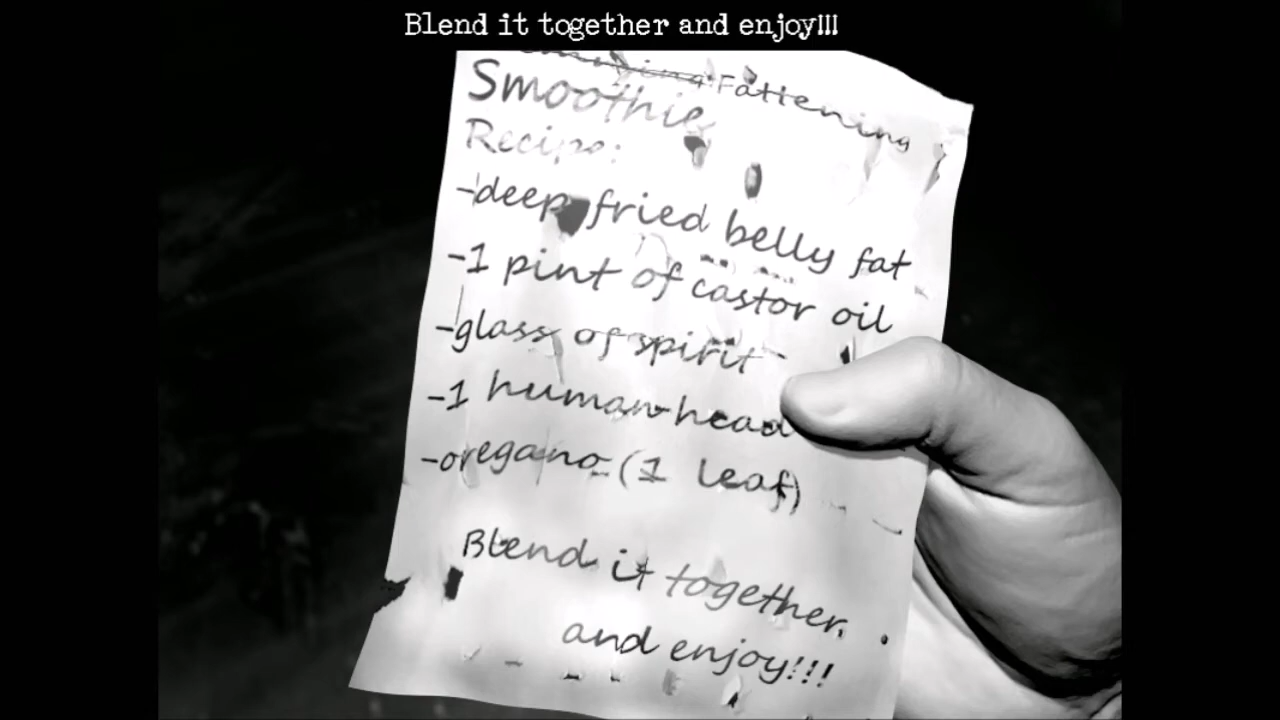 Blend it together and enjoy!!!
Fattening
Smoothie
Recipe:
-deep fried belly fat
-1 pint of castor oil
-glass of spirit
-1 human head
-oregano (1 leaf)
Blend it together
and enjoy!!!